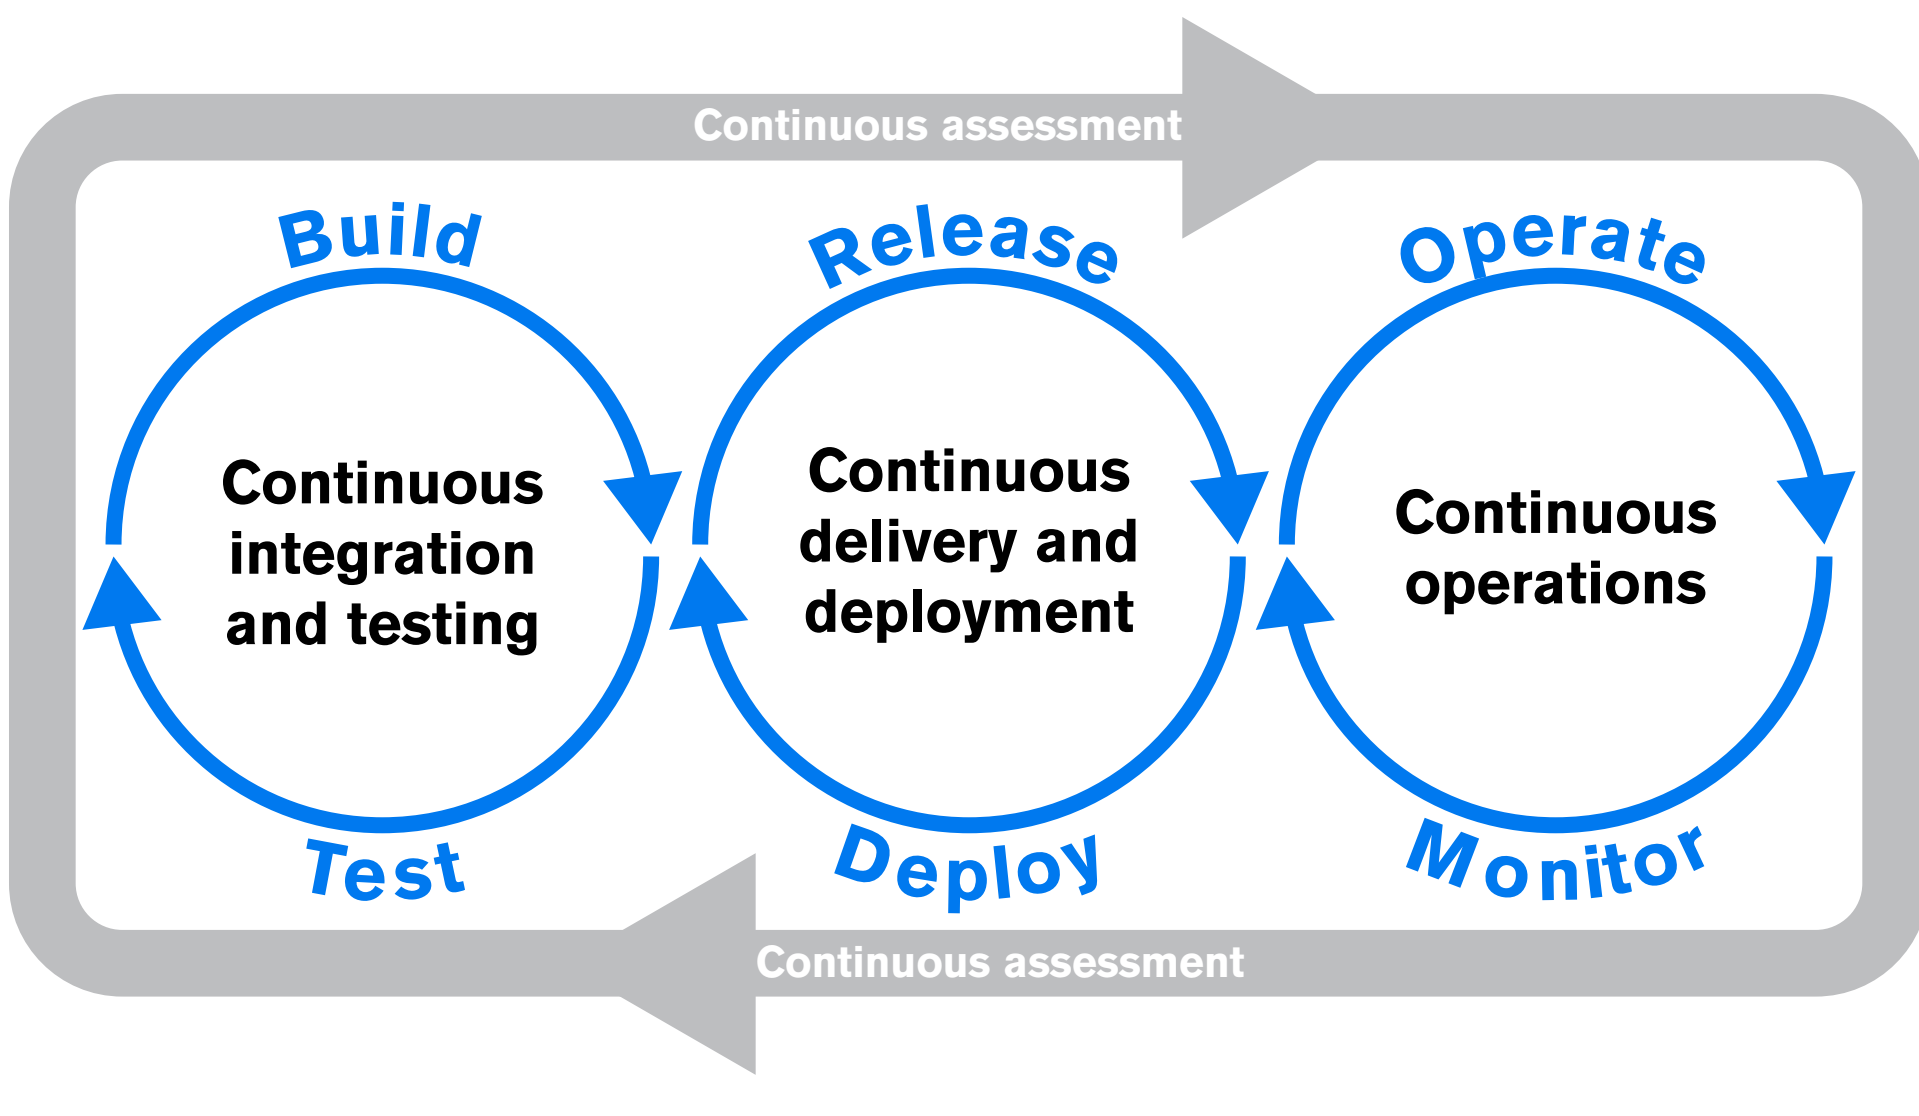 Continuous assessment
Build
Release
Operate
Continuous
integration
and testing
Continuous
delivery and
deployment
Continuous
operations
Test
Deploy
Monitor
Continuous assessment